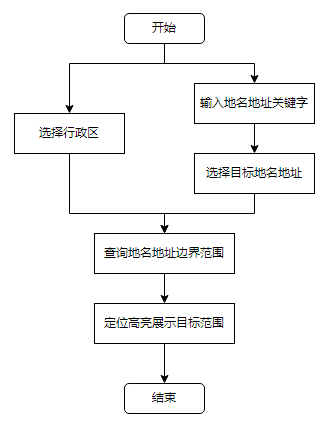 开始
输入地名地址关键字
选择行政区
选择目标地名地址
查询地名地址边界范围
定位高亮展示目标范围
结束